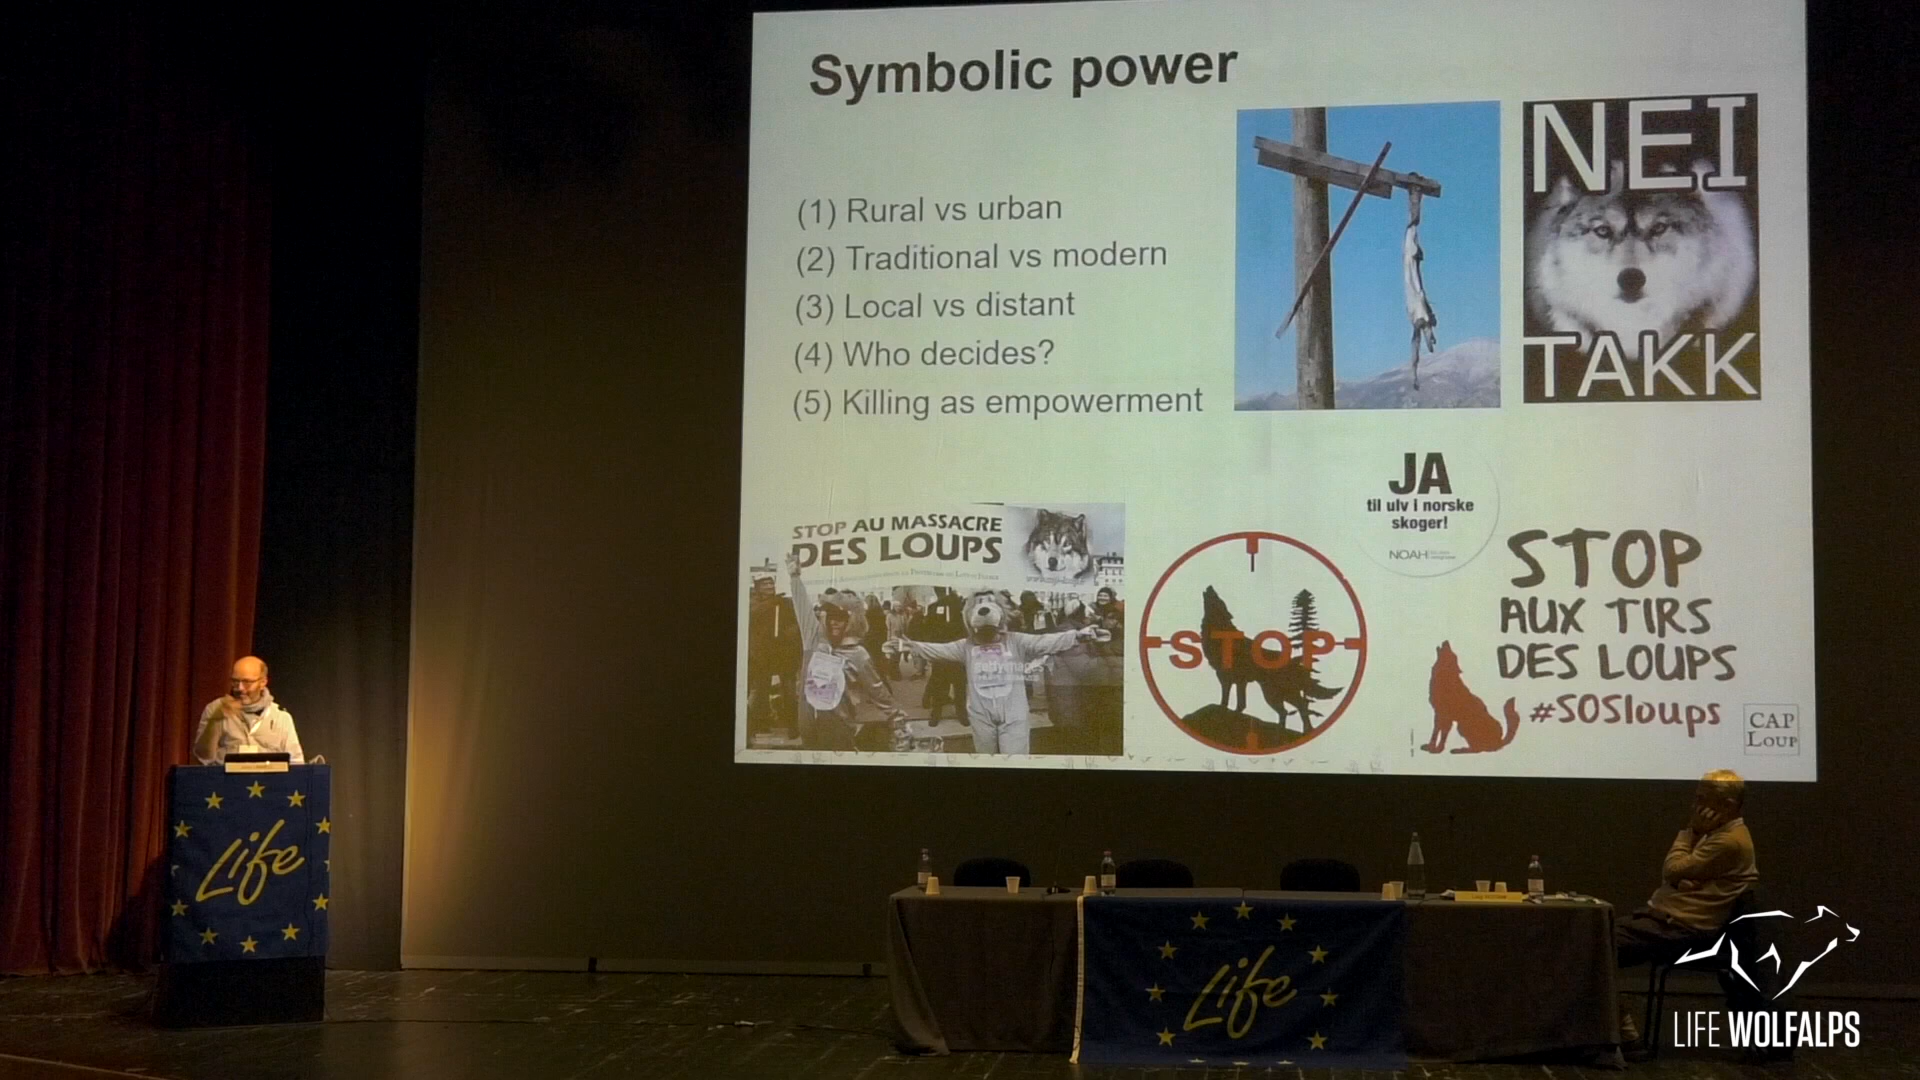 Symbolic power
(1) Rural vs urban
(2) Traditional vs modern
(3) Local vs distant
(4) Who decides?
(5) Killing as empowerment
NEI
TAKK
STOP AU MASSACRE
DES LOUPS
gettyimages
STOP
JA
til ulv i norske
skoger!
NOAH
STOP
AUX TIRS
DES LOUPS
#SOSloups
CAP
LOUP
Life
Life
LIFE WOLFALPS